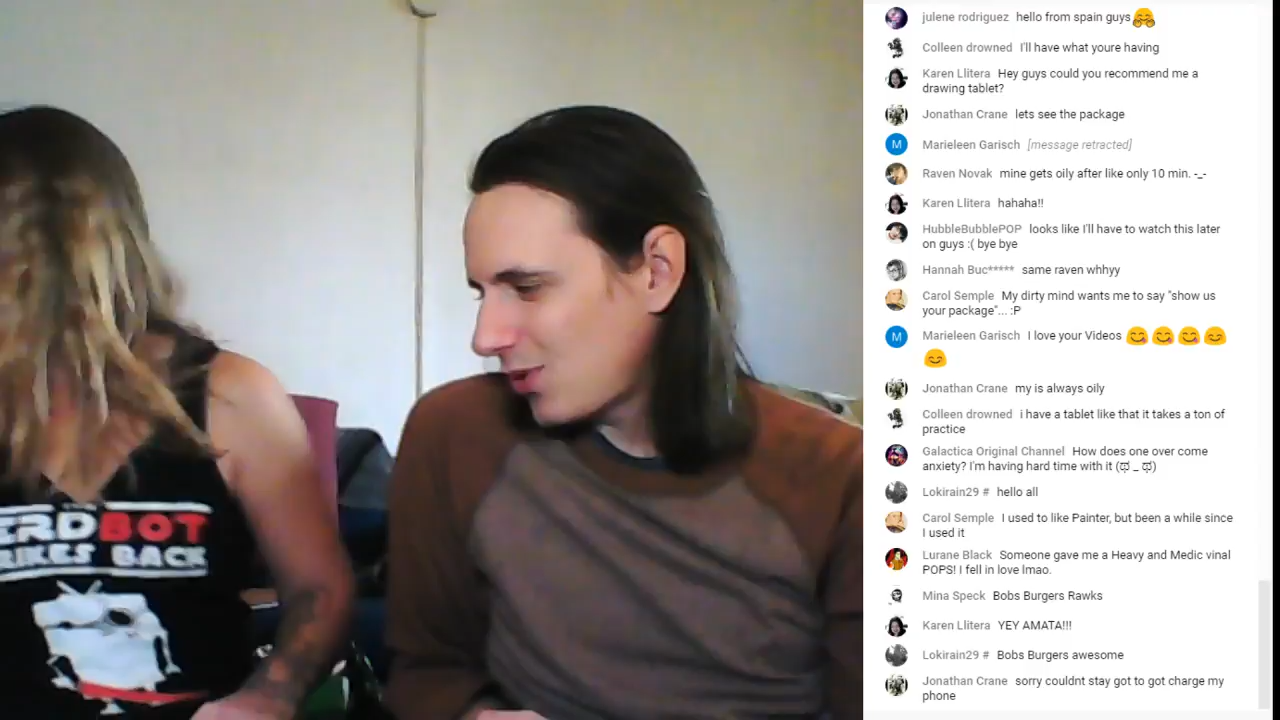 ERDBOT
RIKES BACK
julene rodriguez hello from spain guys🤗
Colleen drowned I'll have what youre having
Karen Llitera Hey guys could you recommend me a
drawing tablet?
Jonathan Crane lets see the package
M Marieleen Garisch [message retracted]
Raven Novak mine gets oily after like only 10 min. -_-
Karen Llitera hahaha!!
HubbleBubblePOP looks like I'll have to watch this later
on guys :( bye bye
Hannah Buc***** same raven whhyy
Carol Semple My dirty mind wants me to say "show us
your package"... :P
M Marieleen Garisch I love your Videos 😋 😋 😋 😊
😊
Jonathan Crane my is always oily
Colleen drowned i have a tablet like that it takes a ton of
practice
Galactica Original Channel How does one over come
anxiety? I'm having hard time with it (ಥ _ ಥ)
Lokirain29 # hello all
Carol Semple I used to like Painter, but been a while since
I used it
Lurane Black Someone gave me a Heavy and Medic vinal
POPS! I fell in love lmao.
Mina Speck Bobs Burgers Rawks
Karen Llitera YEY AMATA!!!
Lokirain29 # Bobs Burgers awesome
Jonathan Crane sorry couldnt stay got to got charge my
phone